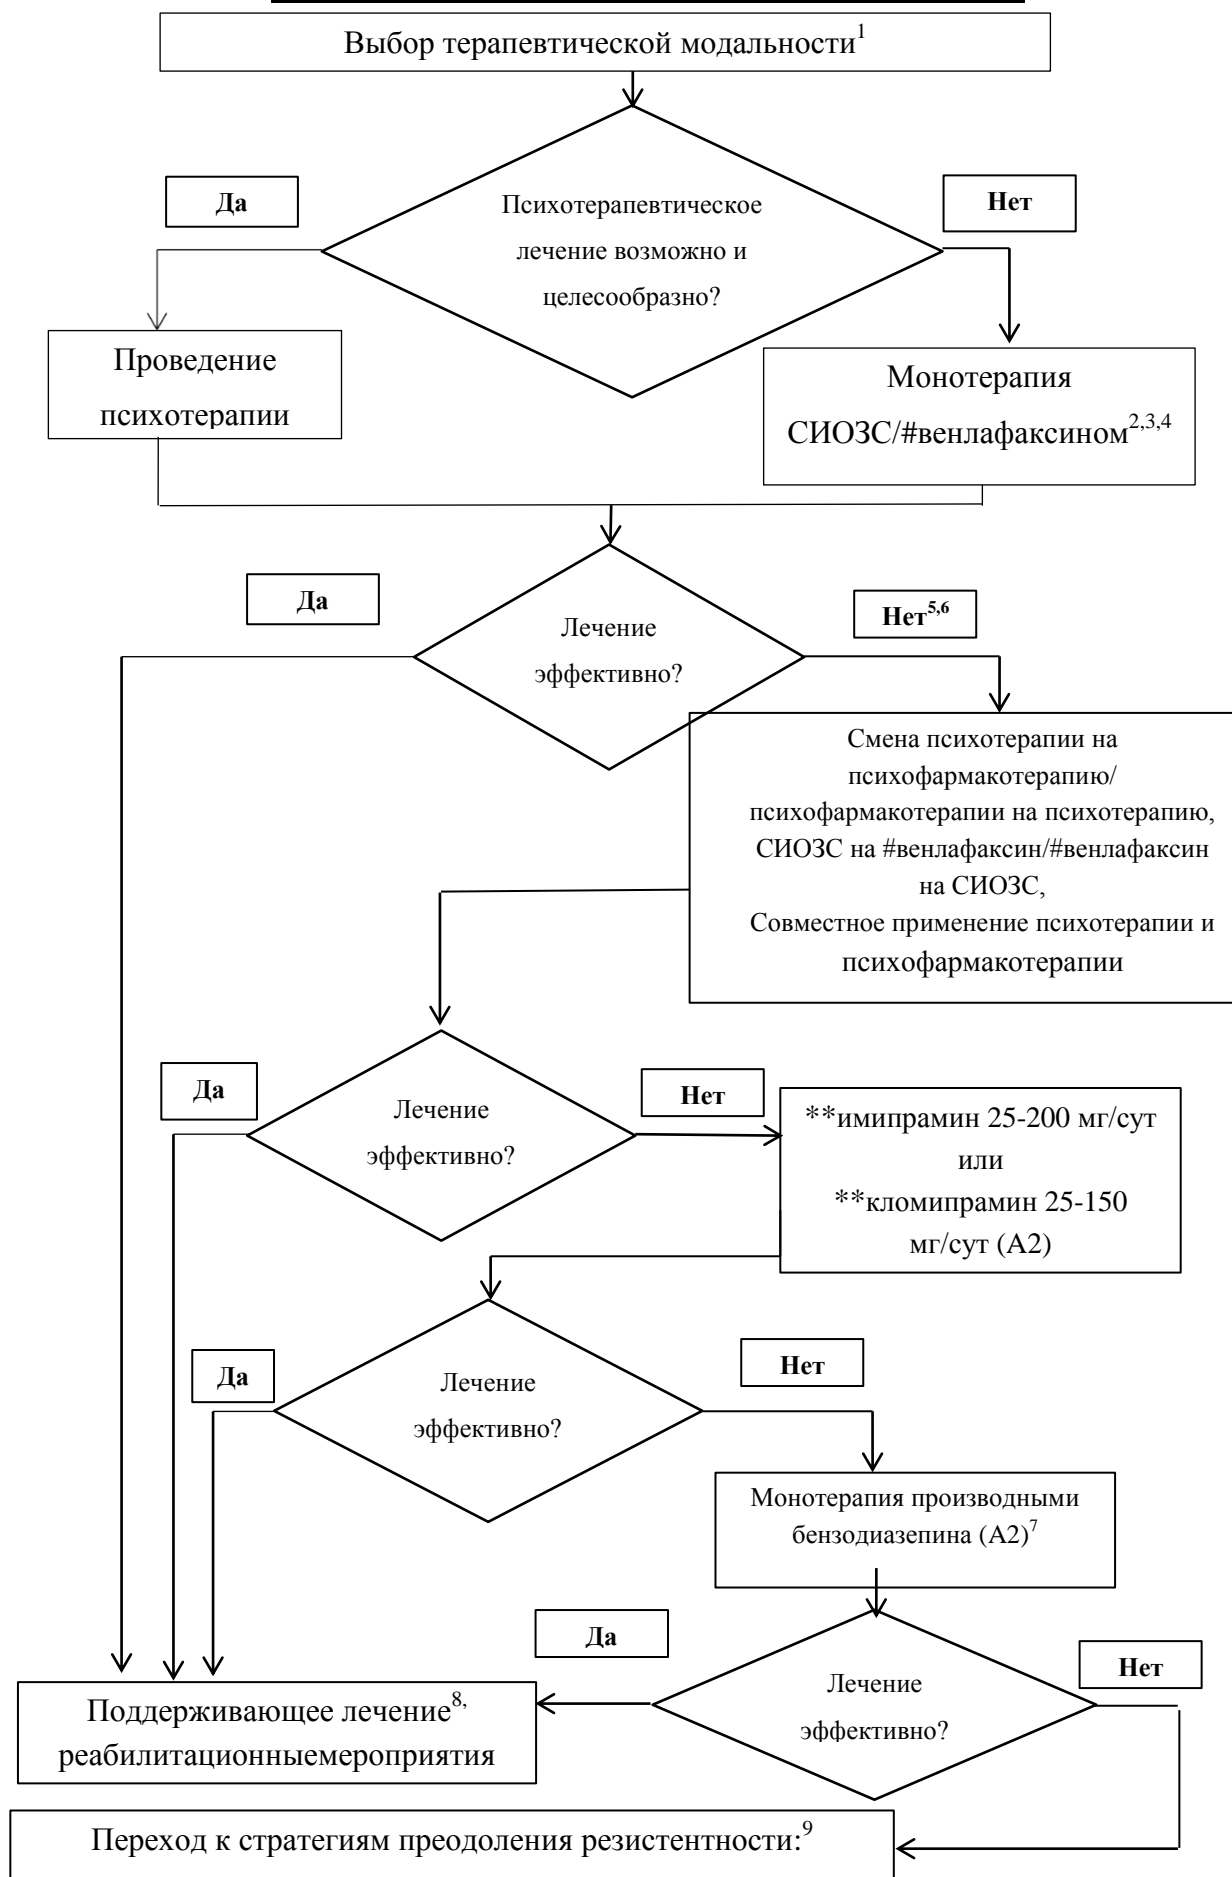 Выбор терапевтической модальности1
Да
Нет
Психотерапевтическое
лечение возможно и
целесообразно?
Проведение
психотерапии
Монотерапия
СИОЗС/#венлафаксином2,3,4
Да
Нет5,6
Лечение
эффективно?
Смена психотерапии на
психофармакотерапию/
психофармакотерапии на психотерапию,
СИОЗС на #венлафаксин/#венлафаксин
на СИОЗС,
Совместное применение психотерапии и
психофармакотерапии
Да
Нет
Лечение
эффективно?
**имипрамин 25-200 мг/сут
или
**кломипрамин 25-150
мг/сут (А2)
Да
Нет
Лечение
эффективно?
Монотерапия производными
бензодиазепина (А2)7
Да
Нет
Лечение
эффективно?
Поддерживающее лечение8,
реабилитационныемероприятия
Переход к стратегиям преодоления резистентности:9